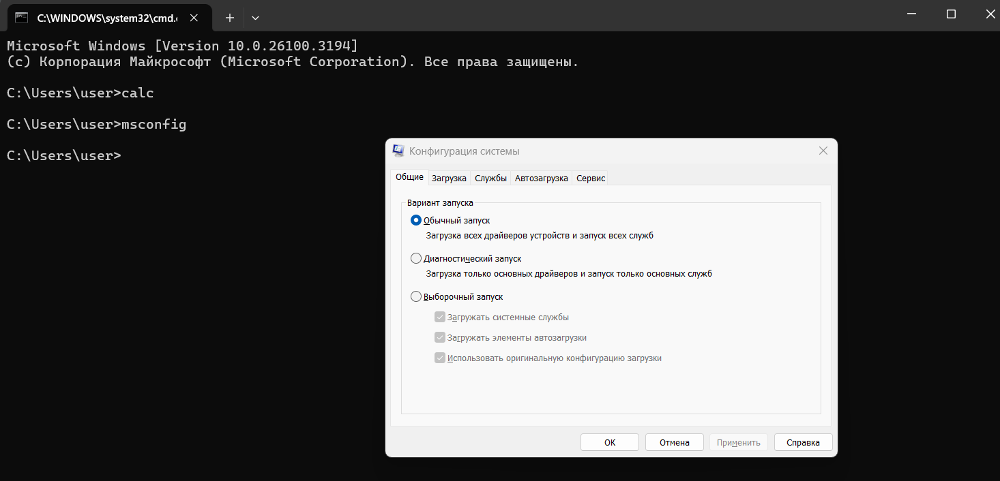 C:\WINDOWS\system32\cmd.e
Microsoft Windows [Version 10.0.26100.3194]
(c) Корпорация Майкрософт (Microsoft Corporation). Все права защищены.
C:\Users\user>calc
C:\Users\user>msconfig
C:\Users\user>
Конфигурация системы
Общие Загрузка Службы Автозагрузка Сервис
Вариант запуска
Обычный запуск
Загрузка всех драйверов устройств и запуск всех служб
Диагностический запуск
Загрузка только основных драйверов и запуск только основных служб
Выборочный запуск
Загружать системные службы
Загружать элементы автозагрузки
Использовать оригинальную конфигурацию загрузки
ОК Отмена Применить Справка